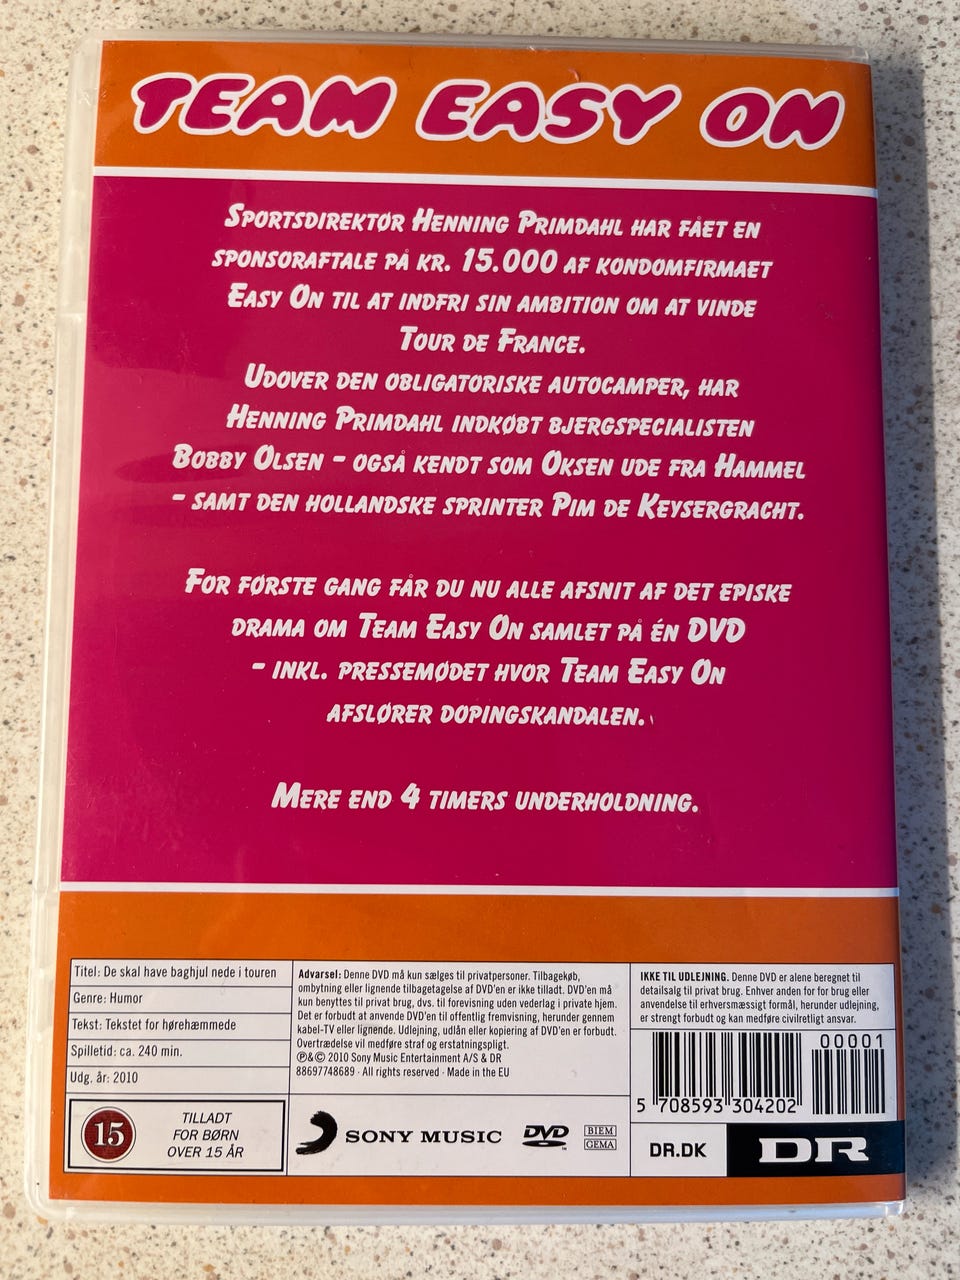 TEAM EASY ON
SPORTSDIREKTØR HENNING PRIMDAHL HAR FÅET EN
SPONSORAFTALE PÅ KR. 15.000 AF KONDOMFIRMAET
EASY ON TIL AT INDFRI SIN AMBITION OM AT VINDE
TOUR DE FRANCE.
UDOVER DEN OBLIGATORISKE AUTOCAMPER, HAR
HENNING PRIMDAHL INDKØBT BJERGSPECIALISTEN
BOBBY OLSEN - OGSÅ KENDT SOM OKSEN UDE FRA HAMMEL
- SAMT DEN HOLLANDSKE SPRINTER PIM DE KEYSERGRACHT.
FOR FØRSTE GANG FÅR DU NU ALLE AFSNIT AF DET EPISKE
DRAMA OM TEAM EASY ON SAMLET PÅ ÉN DVD
- INKL. PRESSEMØDET HVOR TEAM EASY ON
AFSLØRER DOPINGSKANDALEN.
MERE END 4 TIMERS UNDERHOLDNING.
Titel: De skal have baghjul nede i touren
Genre: Humor
Tekst: Tekstet for hørehæmmede
Spilletid: ca. 240 min.
Udg. år: 2010
15
TILLADT
FOR BØRN
OVER 15 ÅR
Advarsel: Denne DVD må kun sælges til privatpersoner. Tilbagekøb,
ombytning eller lignende tilbagetagelse af DVD'en er ikke tilladt. DVD'en må
kun benyttes til privat brug, dvs. til forevisning uden vederlag i private hjem.
Det er forbudt at anvende DVD'en til offentlig fremvisning, herunder gennem
kabel-TV eller lignende. Udlejning, udlån eller kopiering af DVD'en er forbudt.
Overtrædelse vil medføre straf og erstatningspligt.
℗&© 2010 Sony Music Entertainment A/S & DR
88697748689 · All rights reserved · Made in the EU
SONY MUSIC
DVD
BIEM
GEMA
IKKE TIL UDLEJNING. Denne DVD er alene beregnet til
detailsalg til privat brug. Enhver anden for for brug eller
anvendelse til erhversmæssigt formål, herunder udlejning,
er strengt forbudt og kan medføre civilretligt ansvar.
00001
5 708593 304202
DR.DK
DR